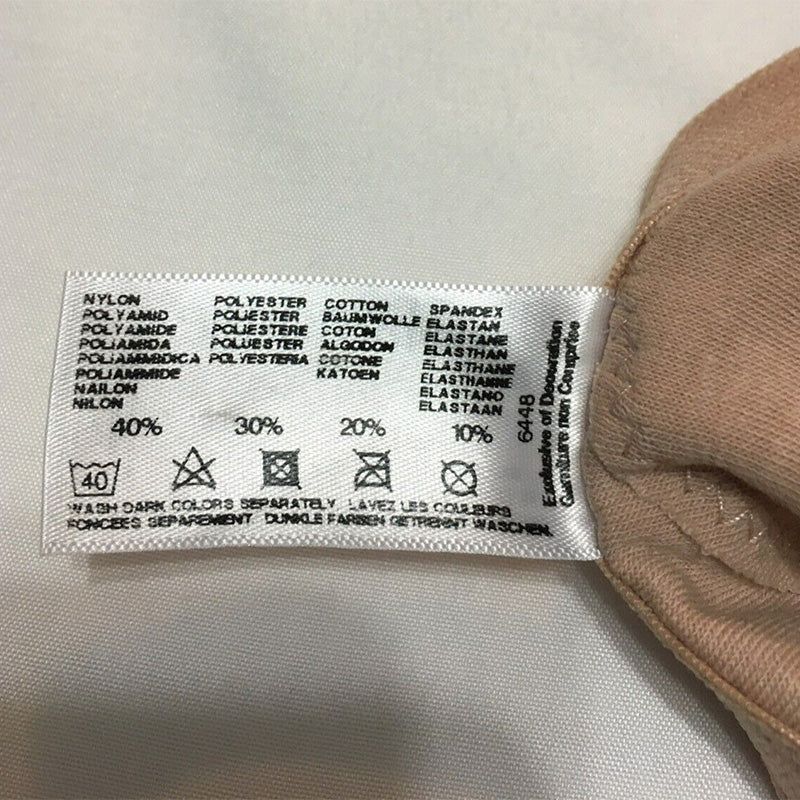 NYLON POLYESTER COTTON SPANDEX
POLYAMID POLIESTER BAUMWOLLE ELASTAN
POLYAMIDE POLIESTERE COTON ELASTANE
POLIAMIDA POLUESTER ALGODON ELASTHAN
POLIAMMIDICA POLYESTERIA COTONE ELASTHANE
POLIAMMIDE KATOEN ELASTHANNE
NAILON ELASTANO
NILON ELASTAAN
40% 30% 20% 10%
40
WASH DARK COLORS SEPARATELY. LAVEZ LES COULEURS
FONCEES SEPAREMENT. DUNKLE FARBEN GETRENNT WASCHEN.
6448
Exclusive of Decoration
Garniture non Comprise